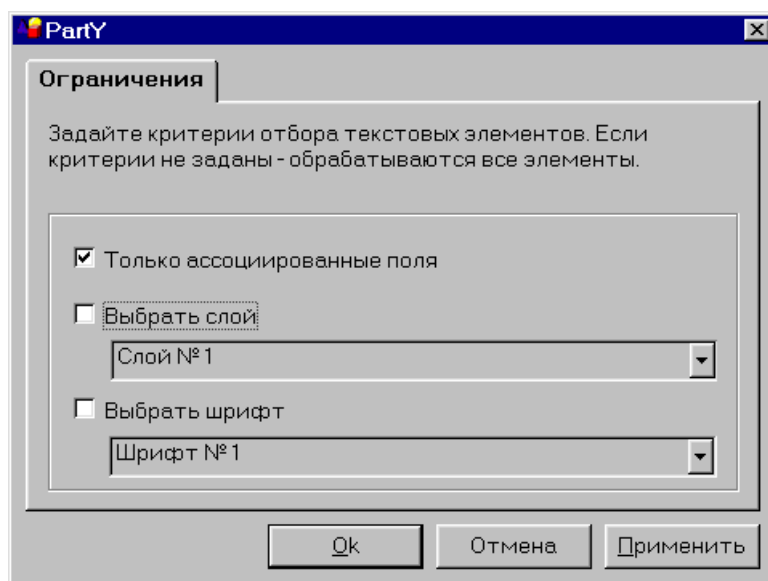 PartY
Ограничения
Задайте критерии отбора текстовых элементов. Если
критерии не заданы - обрабатываются все элементы.
Только ассоциированные поля
Выбрать слой
Слой №1
Выбрать шрифт
Шрифт №1
Ok
Отмена
Применить